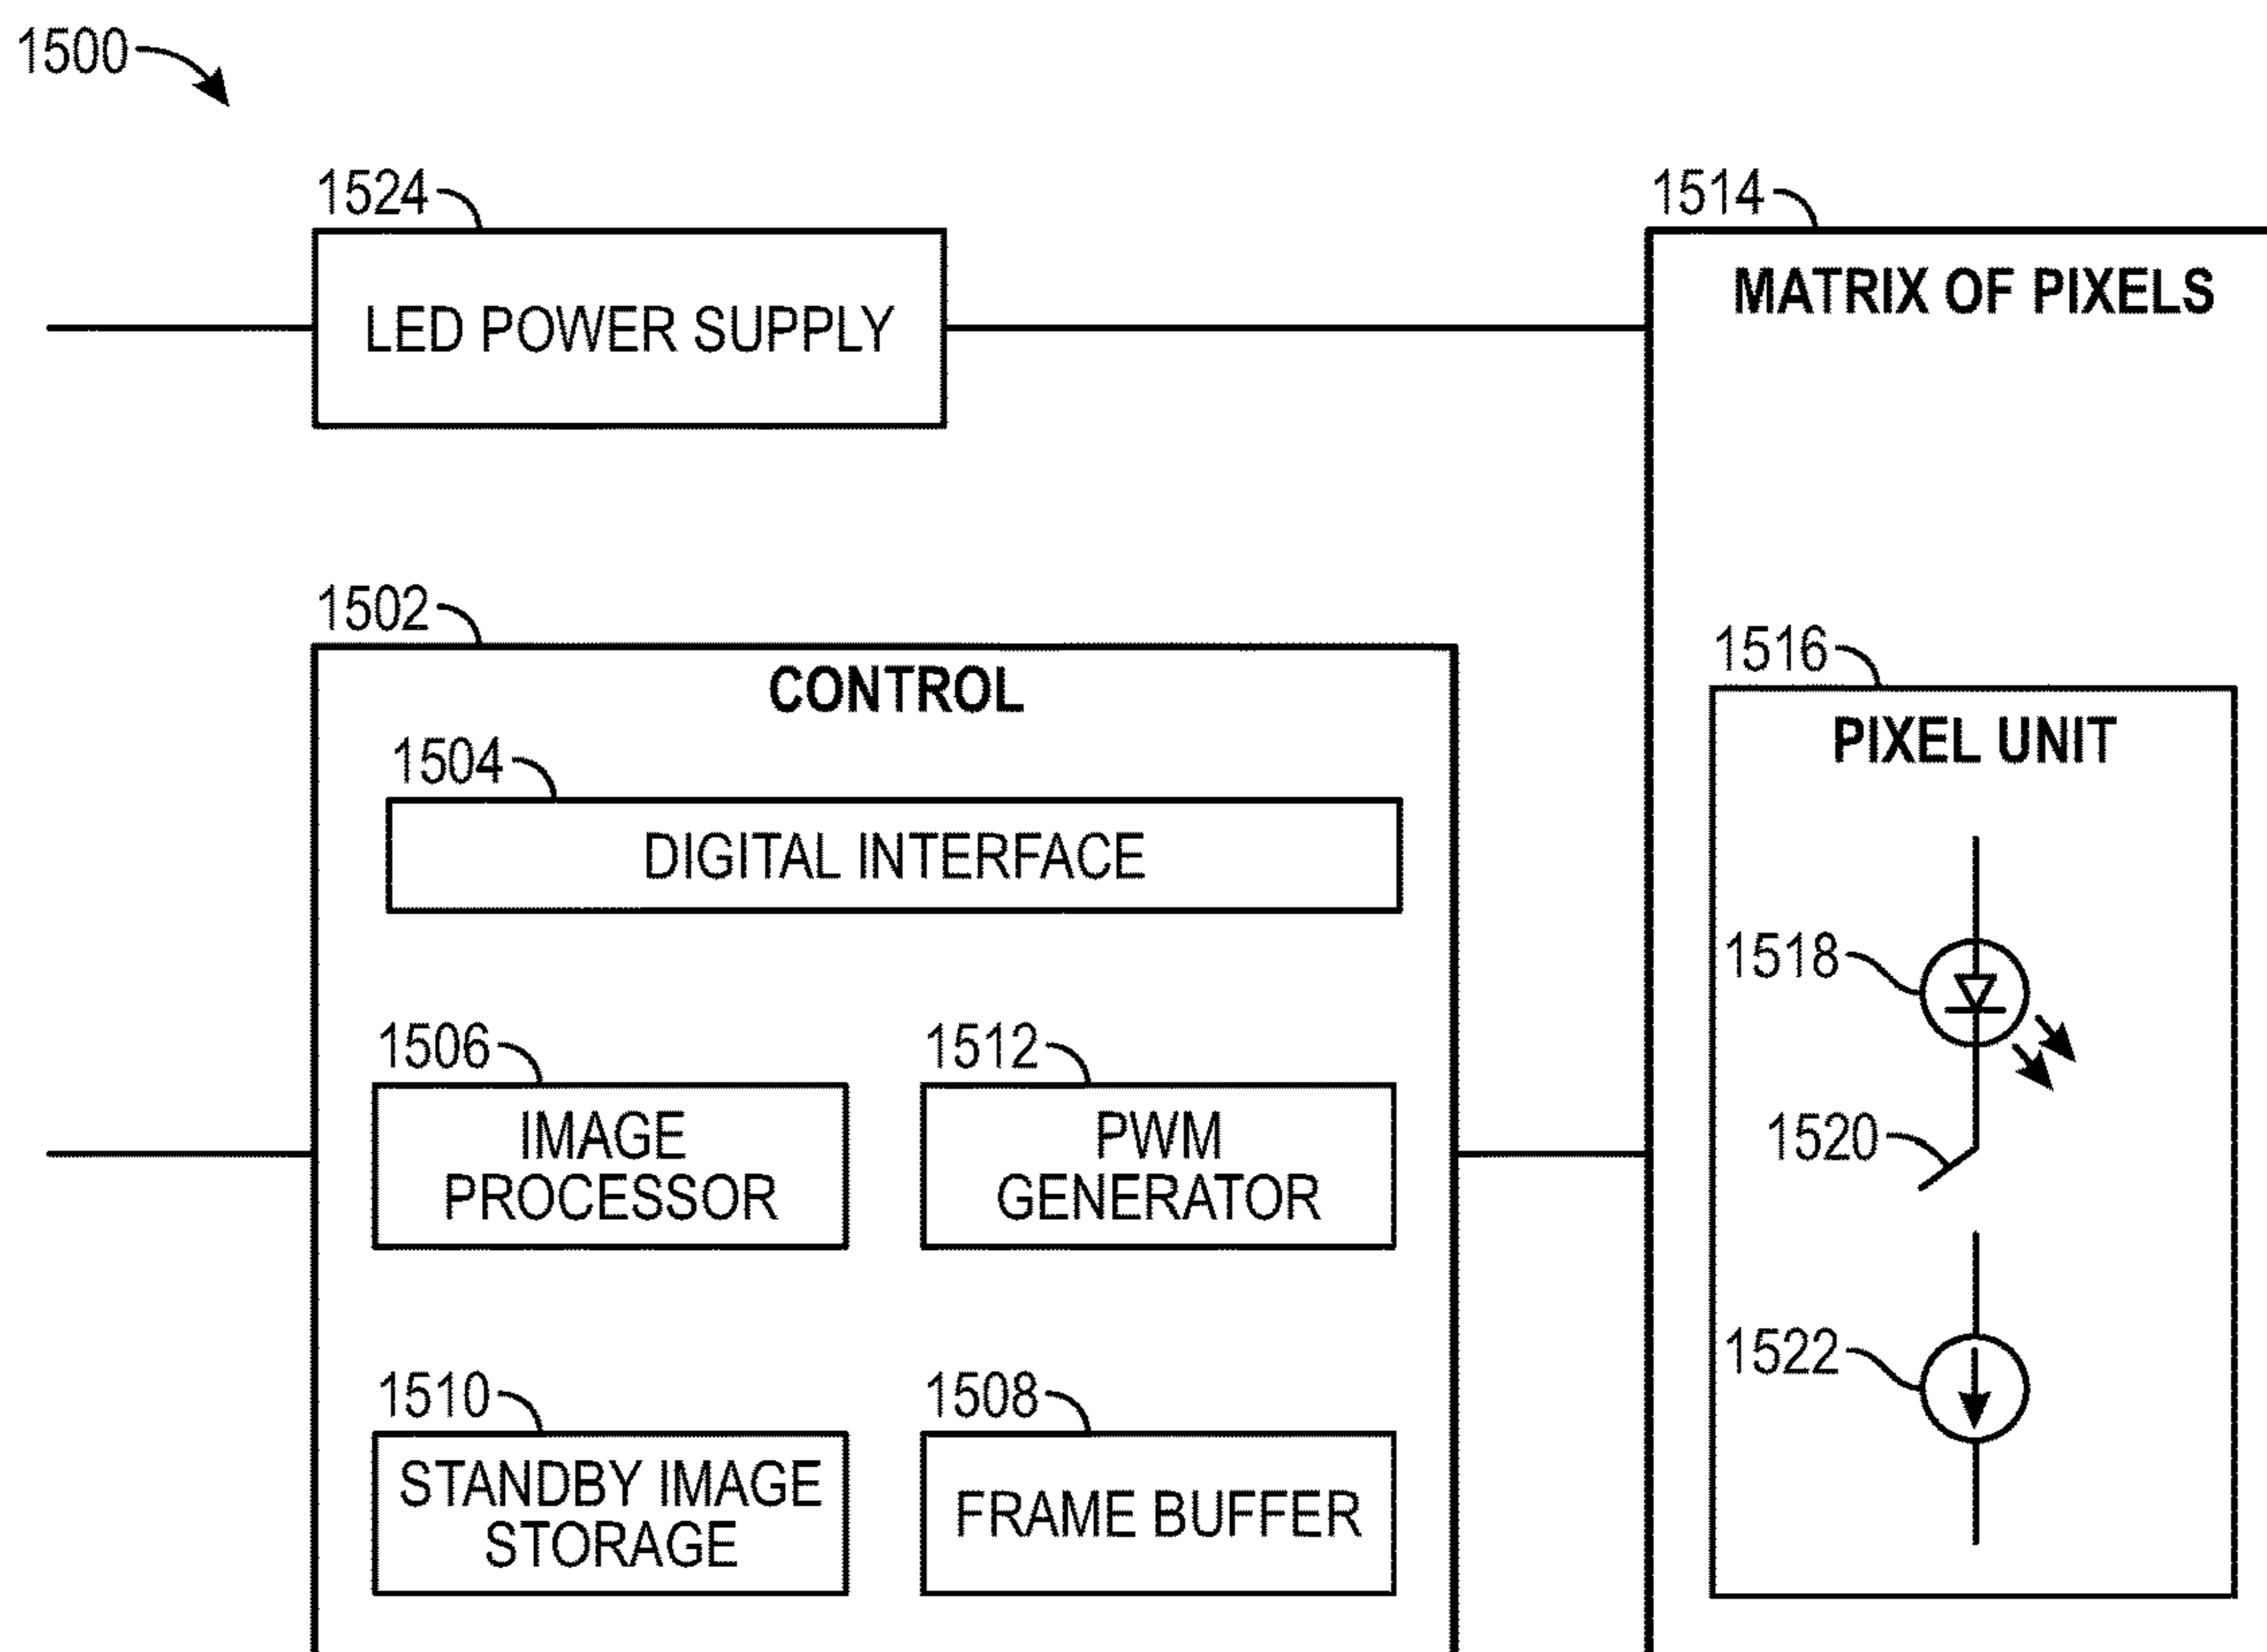 1500
1524
LED POWER SUPPLY
1514
MATRIX OF PIXELS
1502
CONTROL
1504
DIGITAL INTERFACE
1506
IMAGE
PROCESSOR
1512
PWM
GENERATOR
1510
STANDBY IMAGE
STORAGE
1508
FRAME BUFFER
1516
PIXEL UNIT
1518
1520
1522